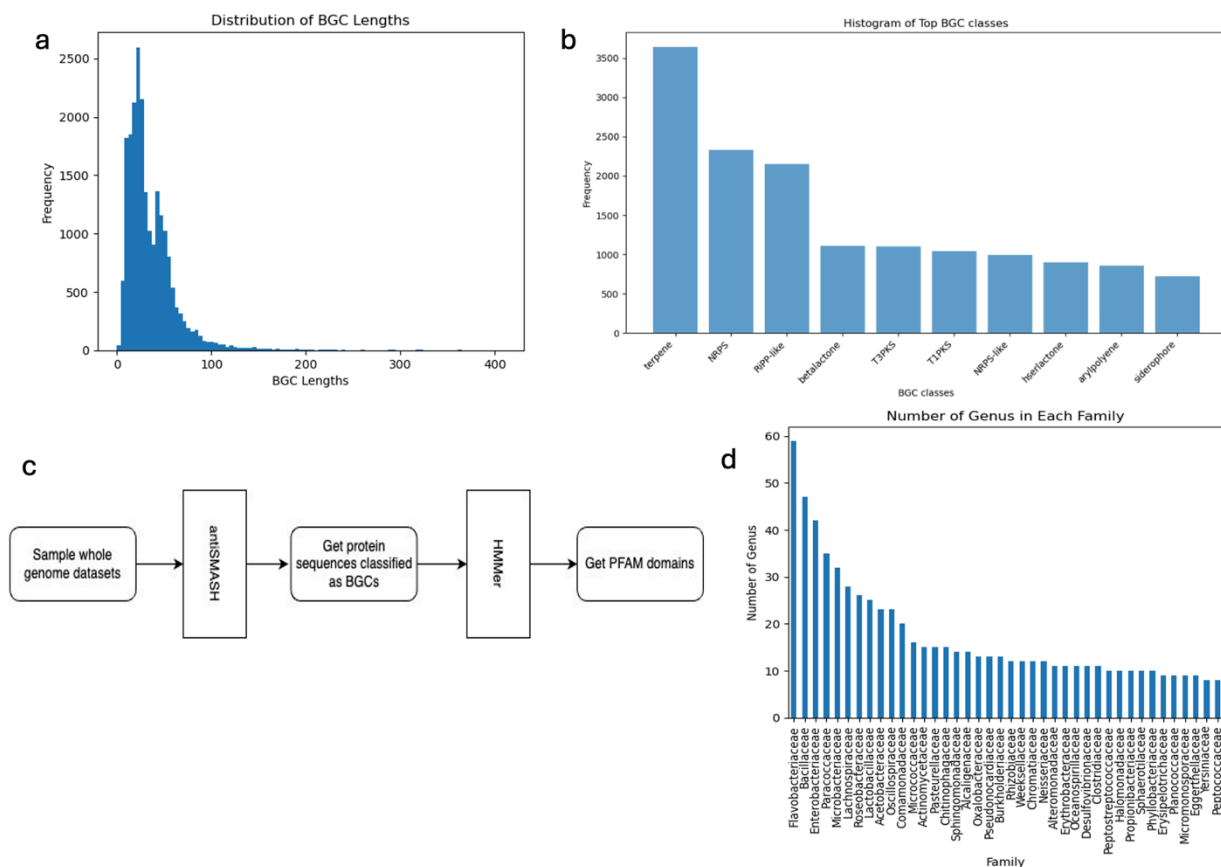 a
Distribution of BGC Lengths
2500
2000
1500
1000
500
0
Frequency
0 100 200 300 400
BGC Lengths
b
Histogram of Top BGC classes
3500
3000
2500
2000
1500
1000
500
0
Frequency
terpene
NRPS
RiPP-like
betalactone
T3PKS
T1PKS
NRPS-like
hserlactone
arylpolyene
siderophore
BGC classes
c
Sample whole
genome datasets
antiSMASH
Get protein
sequences classified
as BGCs
HMMer
Get PFAM domains
d
Number of Genus in Each Family
60
50
40
30
20
10
0
Number of Genus
Flavobacteriaceae
Bacillaceae
Enterobacteriaceae
Paracoccaceae
Microbacteriaceae
Lachnospiraceae
Roseobacteraceae
Lactobacillaceae
Acetobacteraceae
Oscillospiraceae
Comamonadaceae
Micrococcaceae
Actinomycetaceae
Pasteurellaceae
Chitinophagaceae
Sphingomonadaceae
Alcaligenaceae
Oxalobacteraceae
Pseudonocardiaceae
Burkholderiaceae
Rhizobiaceae
Weeksellaceae
Chromatiaceae
Neisseriaceae
Alteromonadaceae
Erythrobacteraceae
Oceanospirillaceae
Desulfovibrionaceae
Clostridiaceae
Peptostreptococcaceae
Halomonadaceae
Propionibacteriaceae
Sphaerotilaceae
Phyllobacteriaceae
Erysipelotrichaceae
Planococcaceae
Micromonosporaceae
Eggerthellaceae
Yersiniaceae
Peptococcaceae
Family